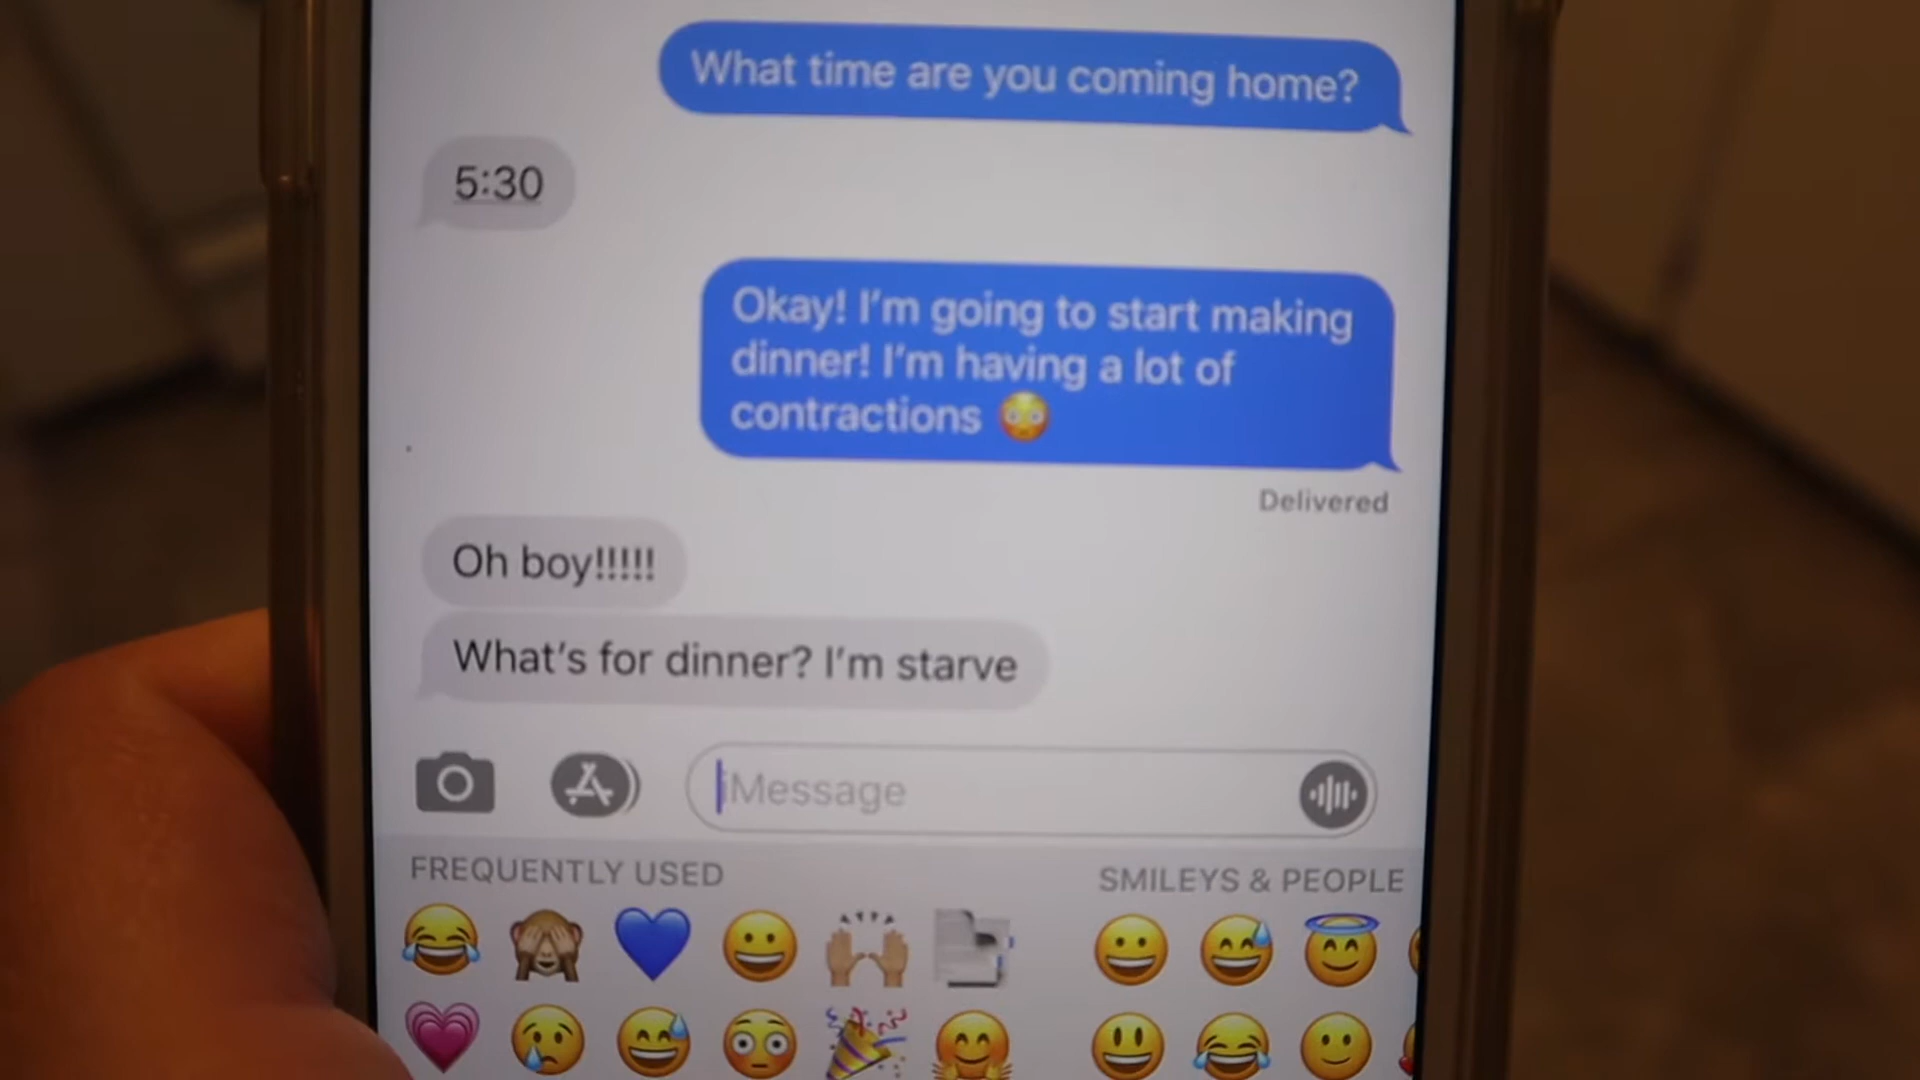 What time are you coming home?
5:30
Okay! I'm going to start making
dinner! I'm having a lot of
contractions 😳
Delivered
Oh boy!!!!!
What's for dinner? I'm starve
Message
FREQUENTLY USED
SMILEYS & PEOPLE